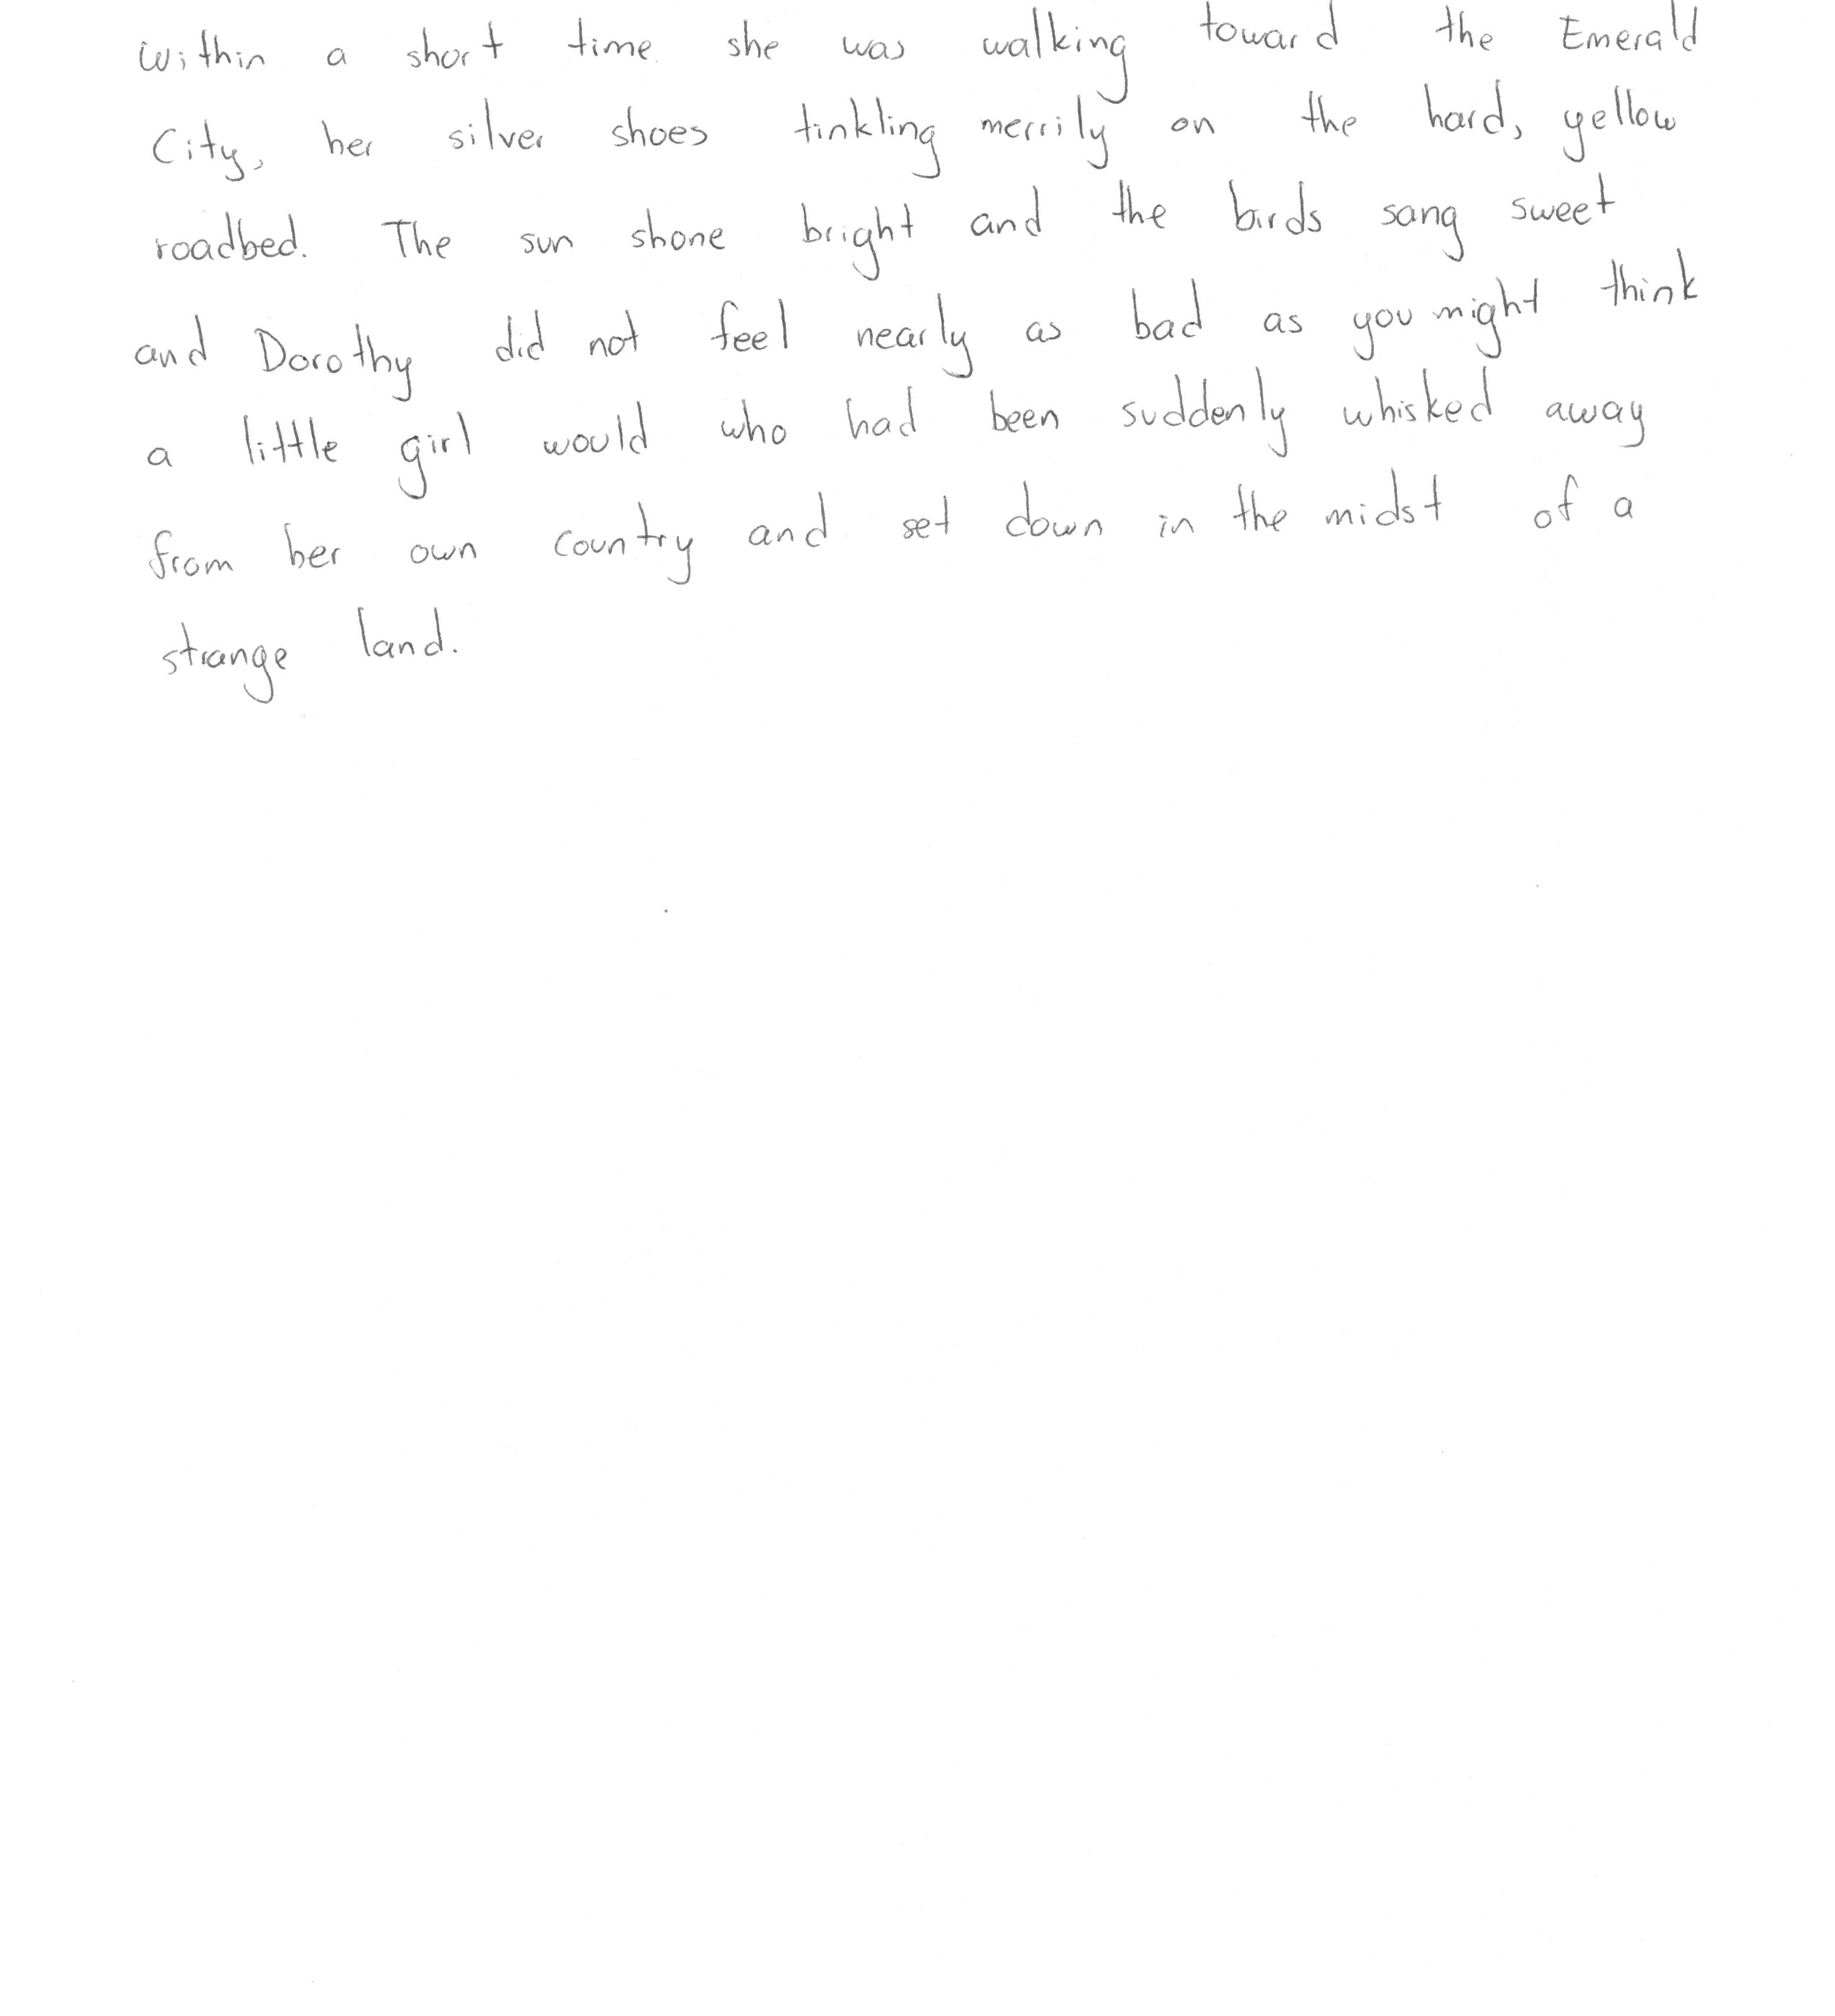 Within a short time she was walking toward the Emerald
City, her silver shoes tinkling merrily on the hard, yellow
roadbed. The sun shone bright and the birds sang sweet
and Dorothy did not feel nearly as bad as you might think
a little girl would who had been suddenly whisked away
from her own country and set down in the midst of a
strange land.